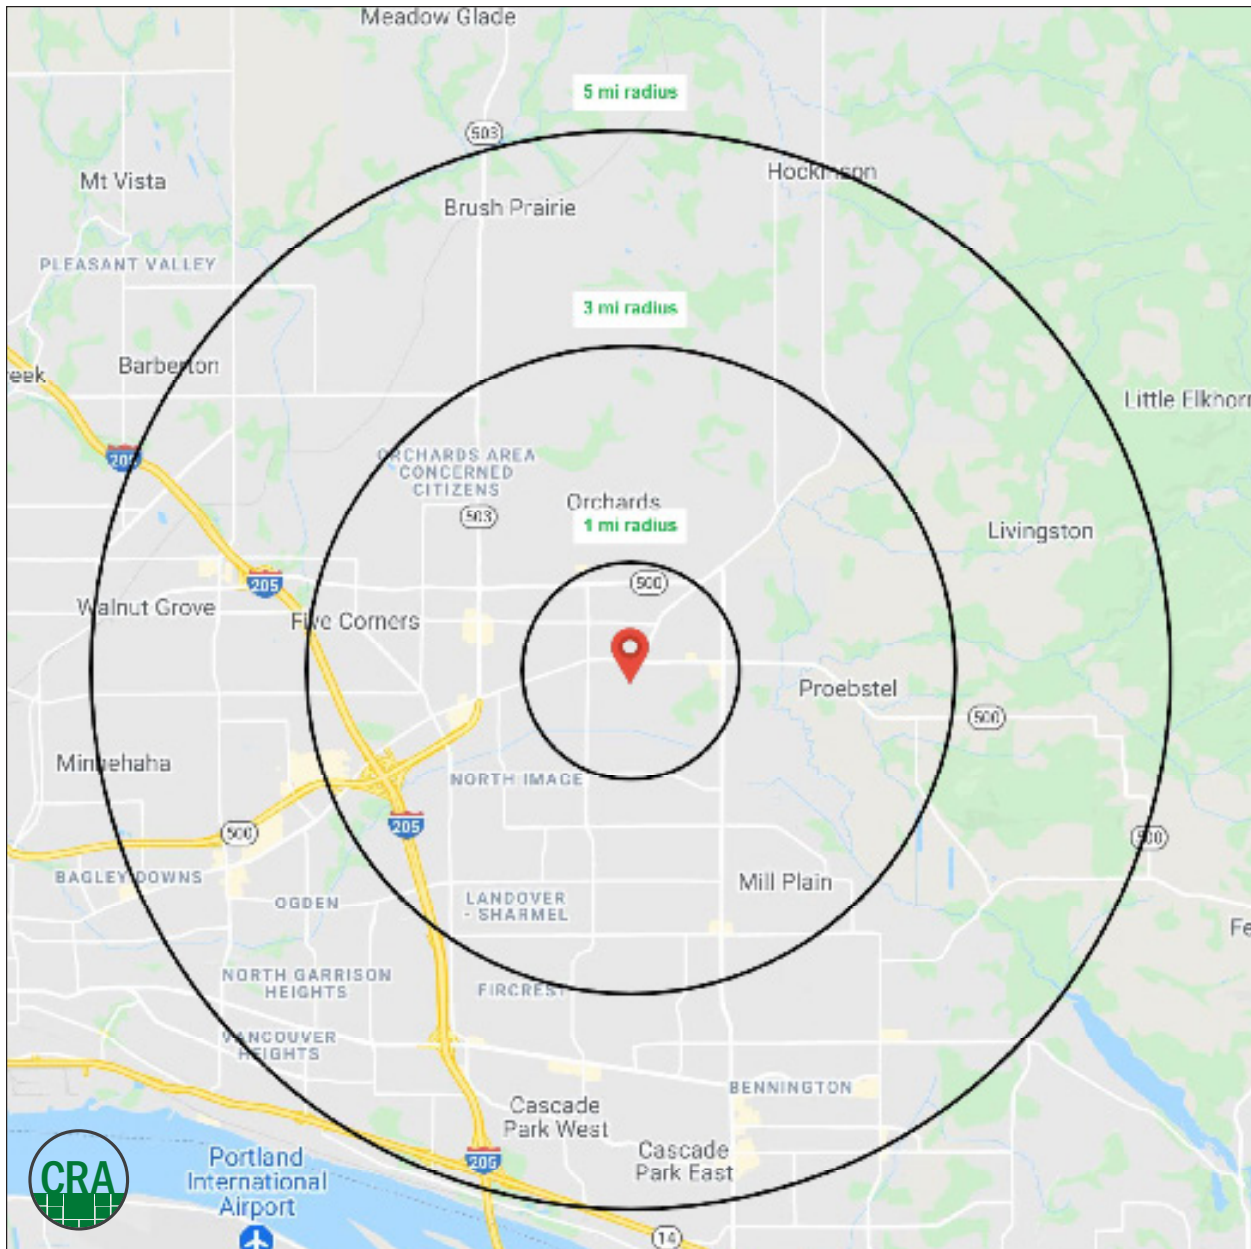 Meadow Glade
5 mi radius
503
Hockinson
Mt Vista
Brush Prairie
PLEASANT VALLEY
3 mi radius
Barberton
reek
Little Elkhorn
205
ORCHARDS AREA
CONCERNED
CITIZENS
Orchards
503
1 mi radius
Livingston
205
500
Walnut Grove
Five Corners
Proebstel
500
Minnehaha
NORTH IMAGE
205
500
500
BAGLEY DOWNS
Mill Plain
OGDEN
LANDOVER
- SHARMEL
Fe
NORTH GARRISON
HEIGHTS
FIRCREST
VANCOUVER
HEIGHTS
BENNINGTON
Cascade
Park West
Cascade
Park East
205
Portland
International
Airport
CRA
14